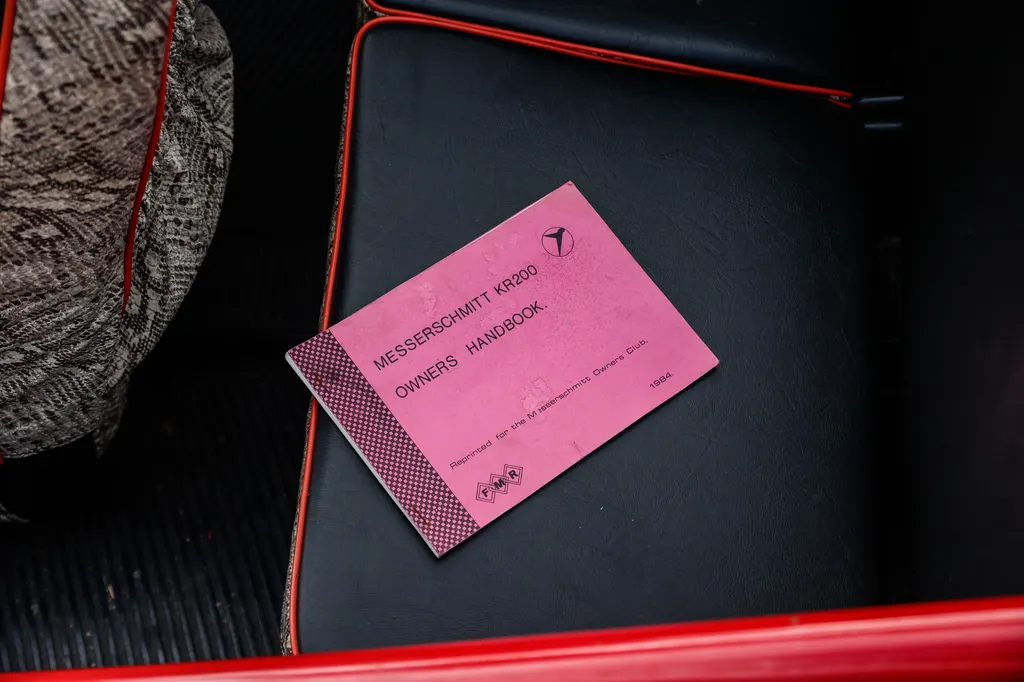 MESSERSCHMITT KR200
OWNERS HANDBOOK.
Reprinted for the Messerschmitt Owners Club.
1984.
FMR